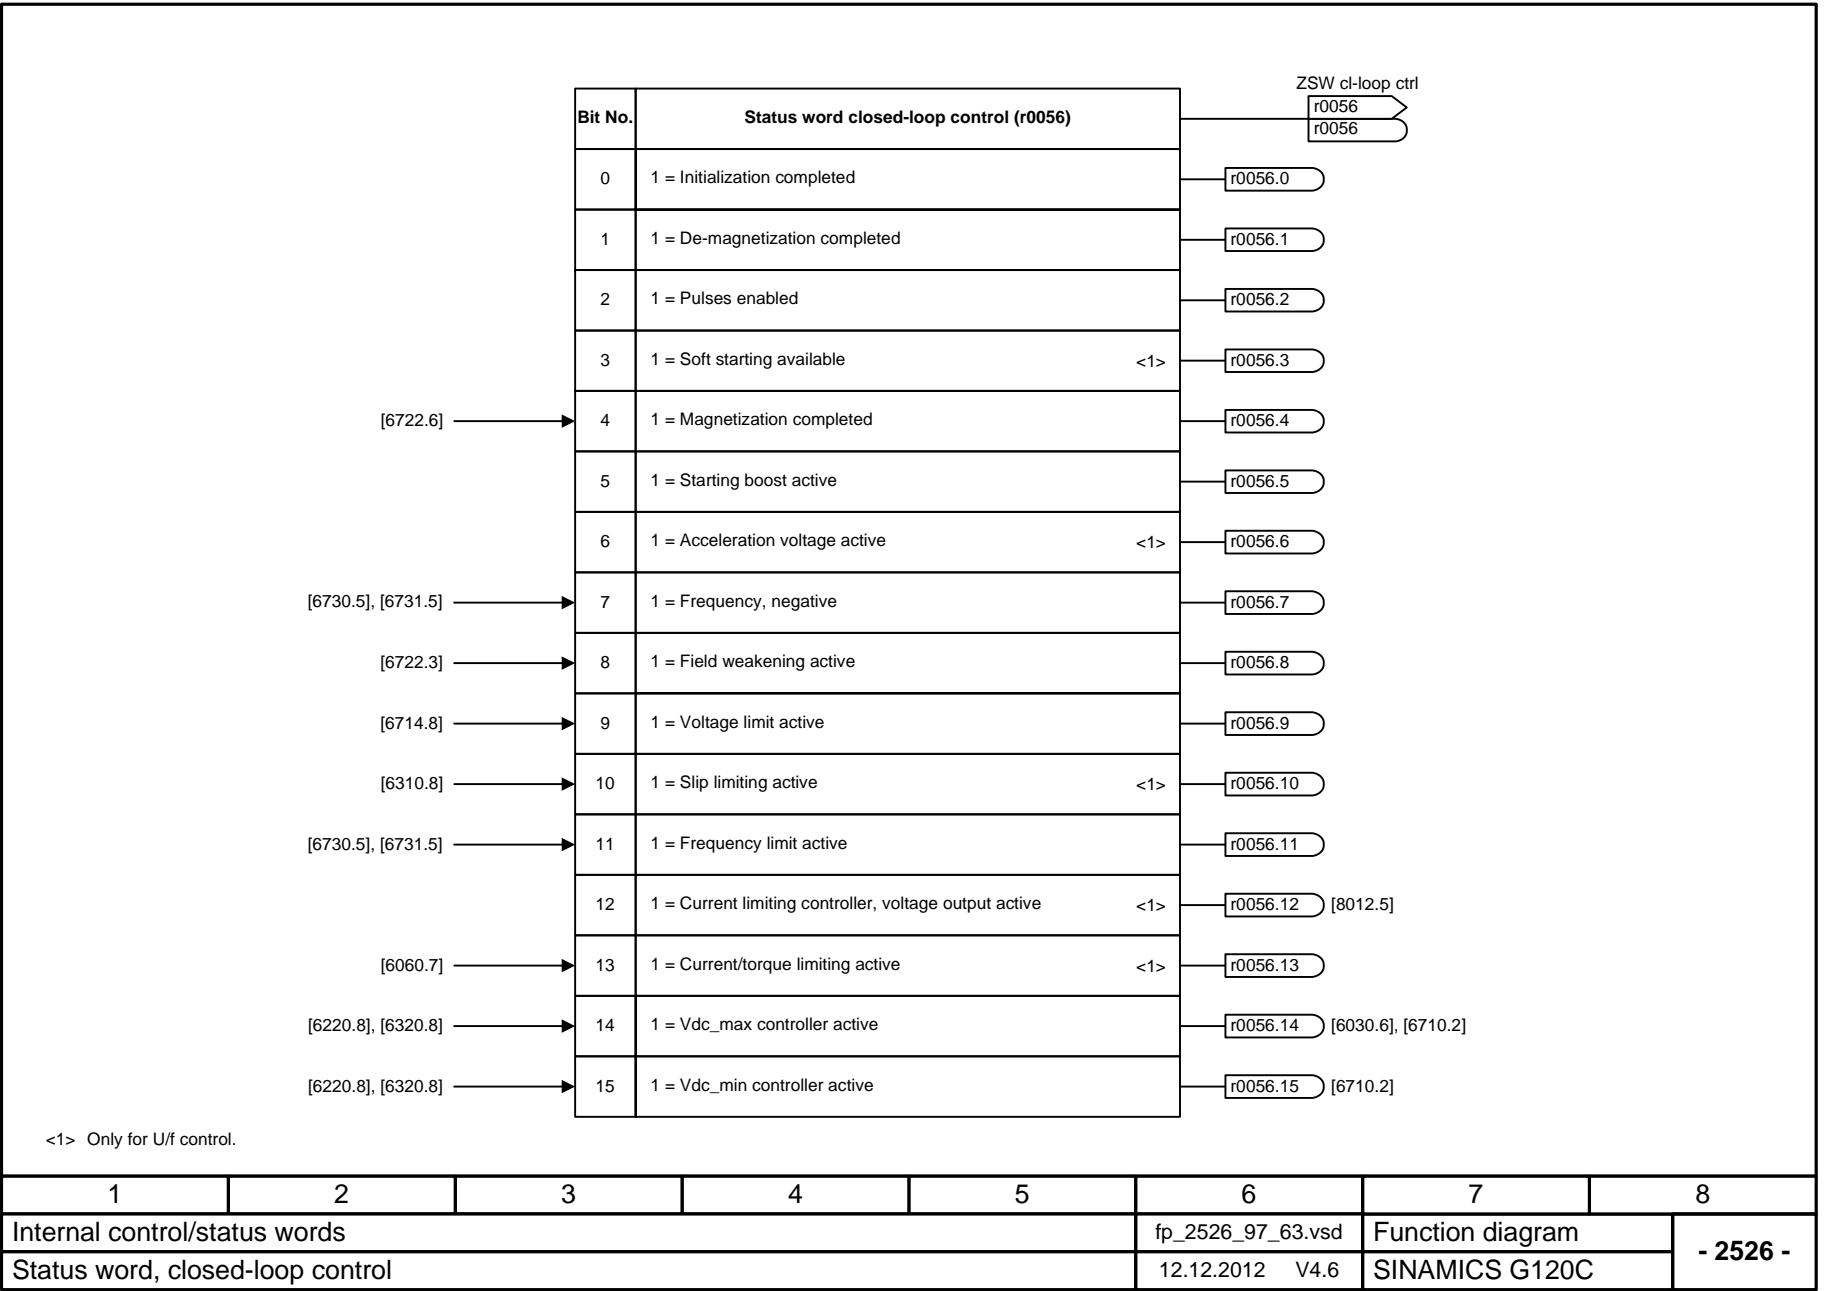 ZSW cl-loop ctrl
Bit No. Status word closed-loop control (r0056) r0056
r0056
0 1 = Initialization completed r0056.0
1 1 = De-magnetization completed r0056.1
2 1 = Pulses enabled r0056.2
3 1 = Soft starting available <1> r0056.3
[6722.6] 4 1 = Magnetization completed r0056.4
5 1 = Starting boost active r0056.5
6 1 = Acceleration voltage active <1> r0056.6
[6730.5], [6731.5] 7 1 = Frequency, negative r0056.7
[6722.3] 8 1 = Field weakening active r0056.8
[6714.8] 9 1 = Voltage limit active r0056.9
[6310.8] 10 1 = Slip limiting active <1> r0056.10
[6730.5], [6731.5] 11 1 = Frequency limit active r0056.11
12 1 = Current limiting controller, voltage output active <1> r0056.12 [8012.5]
[6060.7] 13 1 = Current/torque limiting active <1> r0056.13
[6220.8], [6320.8] 14 1 = Vdc_max controller active r0056.14 [6030.6], [6710.2]
[6220.8], [6320.8] 15 1 = Vdc_min controller active r0056.15 [6710.2]
<1> Only for U/f control.
1 2 3 4 5 6 7 8
Internal control/status words fp_2526_97_63.vsd Function diagram
- 2526 -
Status word, closed-loop control 12.12.2012 V4.6 SINAMICS G120C